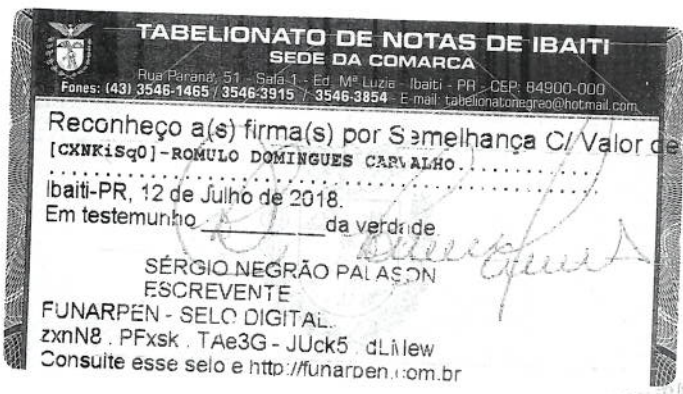 TABELIONATO DE NOTAS DE IBAITI
SEDE DA COMARCA
Rua Paraná, 51 - Sala 1 - Ed. Mª Luzia - Ibaiti - PR - CEP: 84900-000
Fones: (43) 3546-1465 / 3546-3915 / 3546-3854 - E-mail: tabelionatonegrao@hotmail.com
Reconheço a(s) firma(s) por Semelhança C/ Valor de
[CXNKiSq0]-ROMULO DOMINGUES CARVALHO
Ibaiti-PR, 12 de Julho de 2018.
Em testemunho__________da verdade.
SÉRGIO NEGRÃO PALASON
ESCREVENTE
FUNARPEN - SELO DIGITAL
zxnN8 . PFxsk . TAe3G - JUck5 .
Consulte esse selo e http://funarpen.com.br